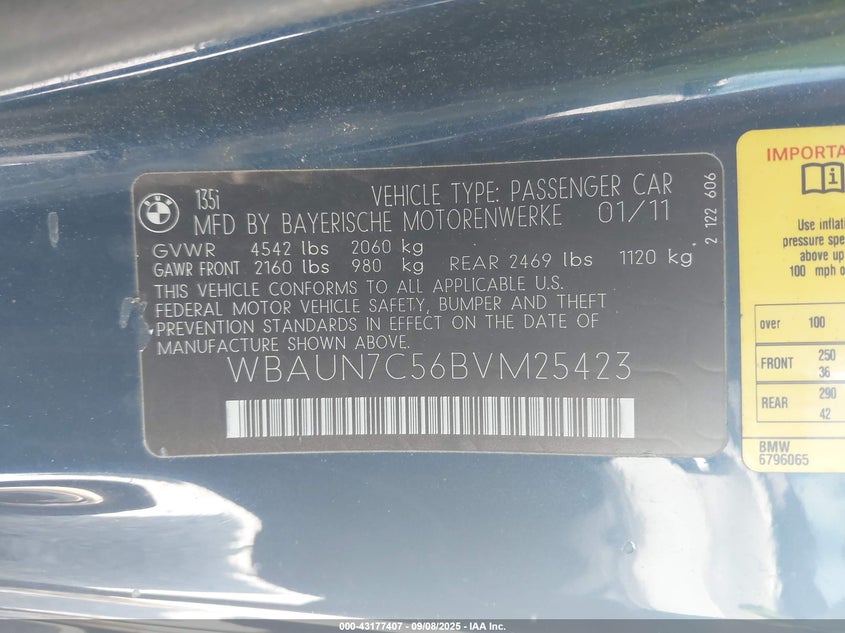 135i
VEHICLE TYPE: PASSENGER CAR
MFD BY BAYERISCHE MOTORENWERKE 01/11
GVWR 4542 lbs 2060 kg
GAWR FRONT 2160 lbs 980 kg REAR 2469 lbs 1120 kg
THIS VEHICLE CONFORMS TO ALL APPLICABLE U.S.
FEDERAL MOTOR VEHICLE SAFETY, BUMPER AND THEFT
PREVENTION STANDARDS IN EFFECT ON THE DATE OF
MANUFACTURE SHOWN ABOVE.
WBAUN7C56BVM25423
2 122 606
Use
pressure
above up
100 mph
over 100
FRONT 250
36
REAR 290
42
BMW
6796065
000-43177407 - 09/08/2025 - IAA Inc.